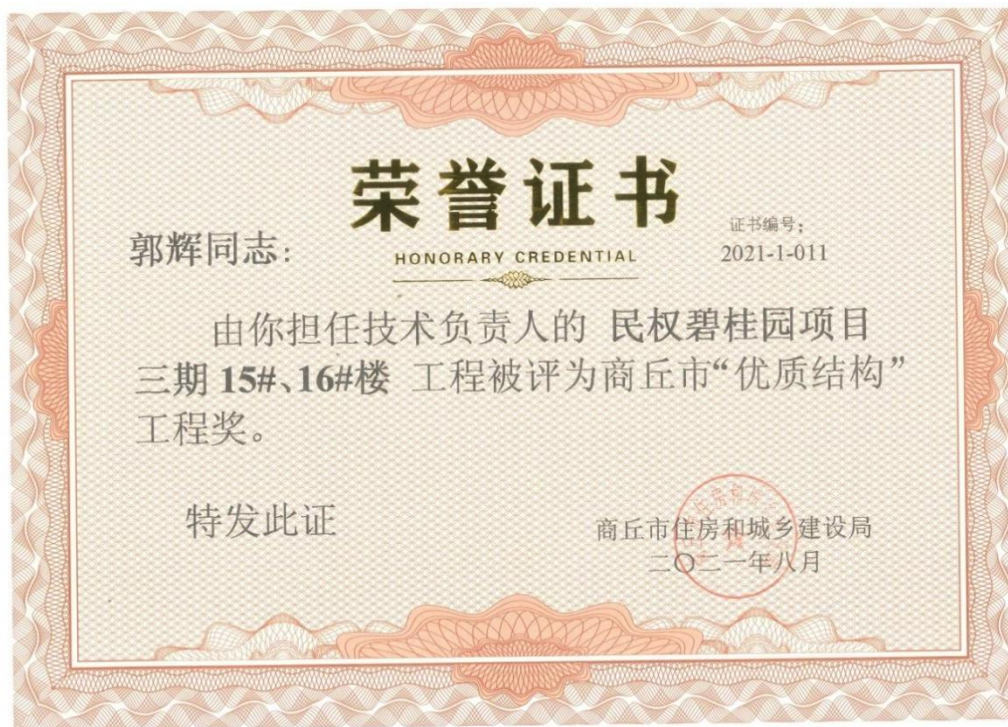 荣誉证书
HONORARY CREDENTIAL
证书编号：
2021-1-011
郭辉同志：
由你担任技术负责人的 民权碧桂园项目
三期 15#、16#楼 工程被评为商丘市“优质结构”
工程奖。
特发此证
商丘市住房和城乡建设局
二〇二一年八月